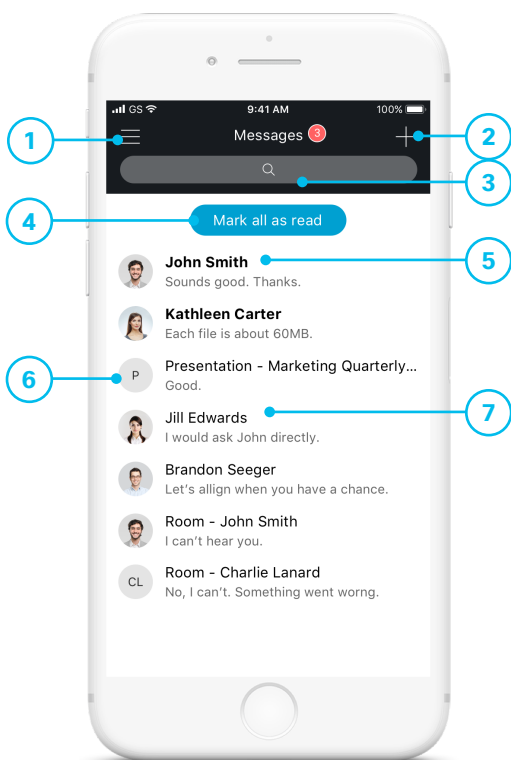 GS 9:41 AM 100%
1 Messages 3 2
3
4 Mark all as read
John Smith 5
Sounds good. Thanks.
Kathleen Carter
Each file is about 60MB.
6 P Presentation - Marketing Quarterly...
Good.
Jill Edwards 7
I would ask John directly.
Brandon Seeger
Let’s allign when you have a chance.
Room - John Smith
I can’t hear you.
CL Room - Charlie Lanard
No, I can’t. Something went worng.